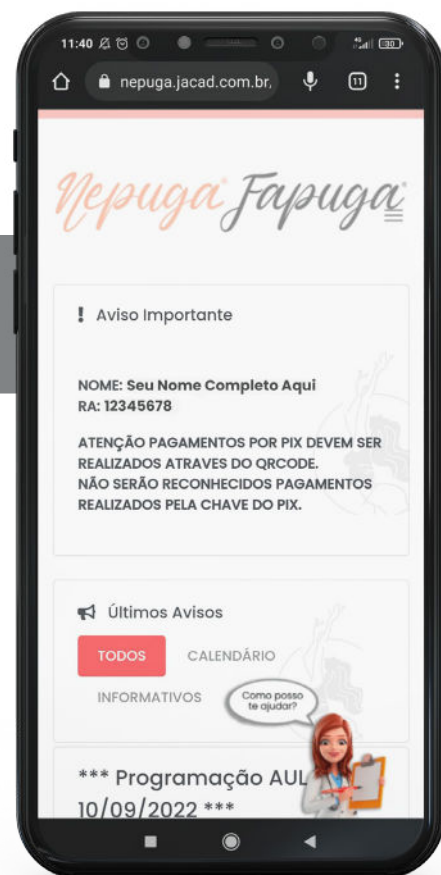 11:40
4G
30
nepuga.jacad.com.br,
11
Nepuga Fapuga
! Aviso Importante
NOME: Seu Nome Completo Aqui
RA: 12345678
ATENÇÃO PAGAMENTOS POR PIX DEVEM SER
REALIZADOS ATRAVES DO QRCODE.
NÃO SERÃO RECONHECIDOS PAGAMENTOS
REALIZADOS PELA CHAVE DO PIX.
Últimos Avisos
TODOS
CALENDÁRIO
INFORMATIVOS
Como posso
te ajudar?
*** Programação AUL
10/09/2022 ***